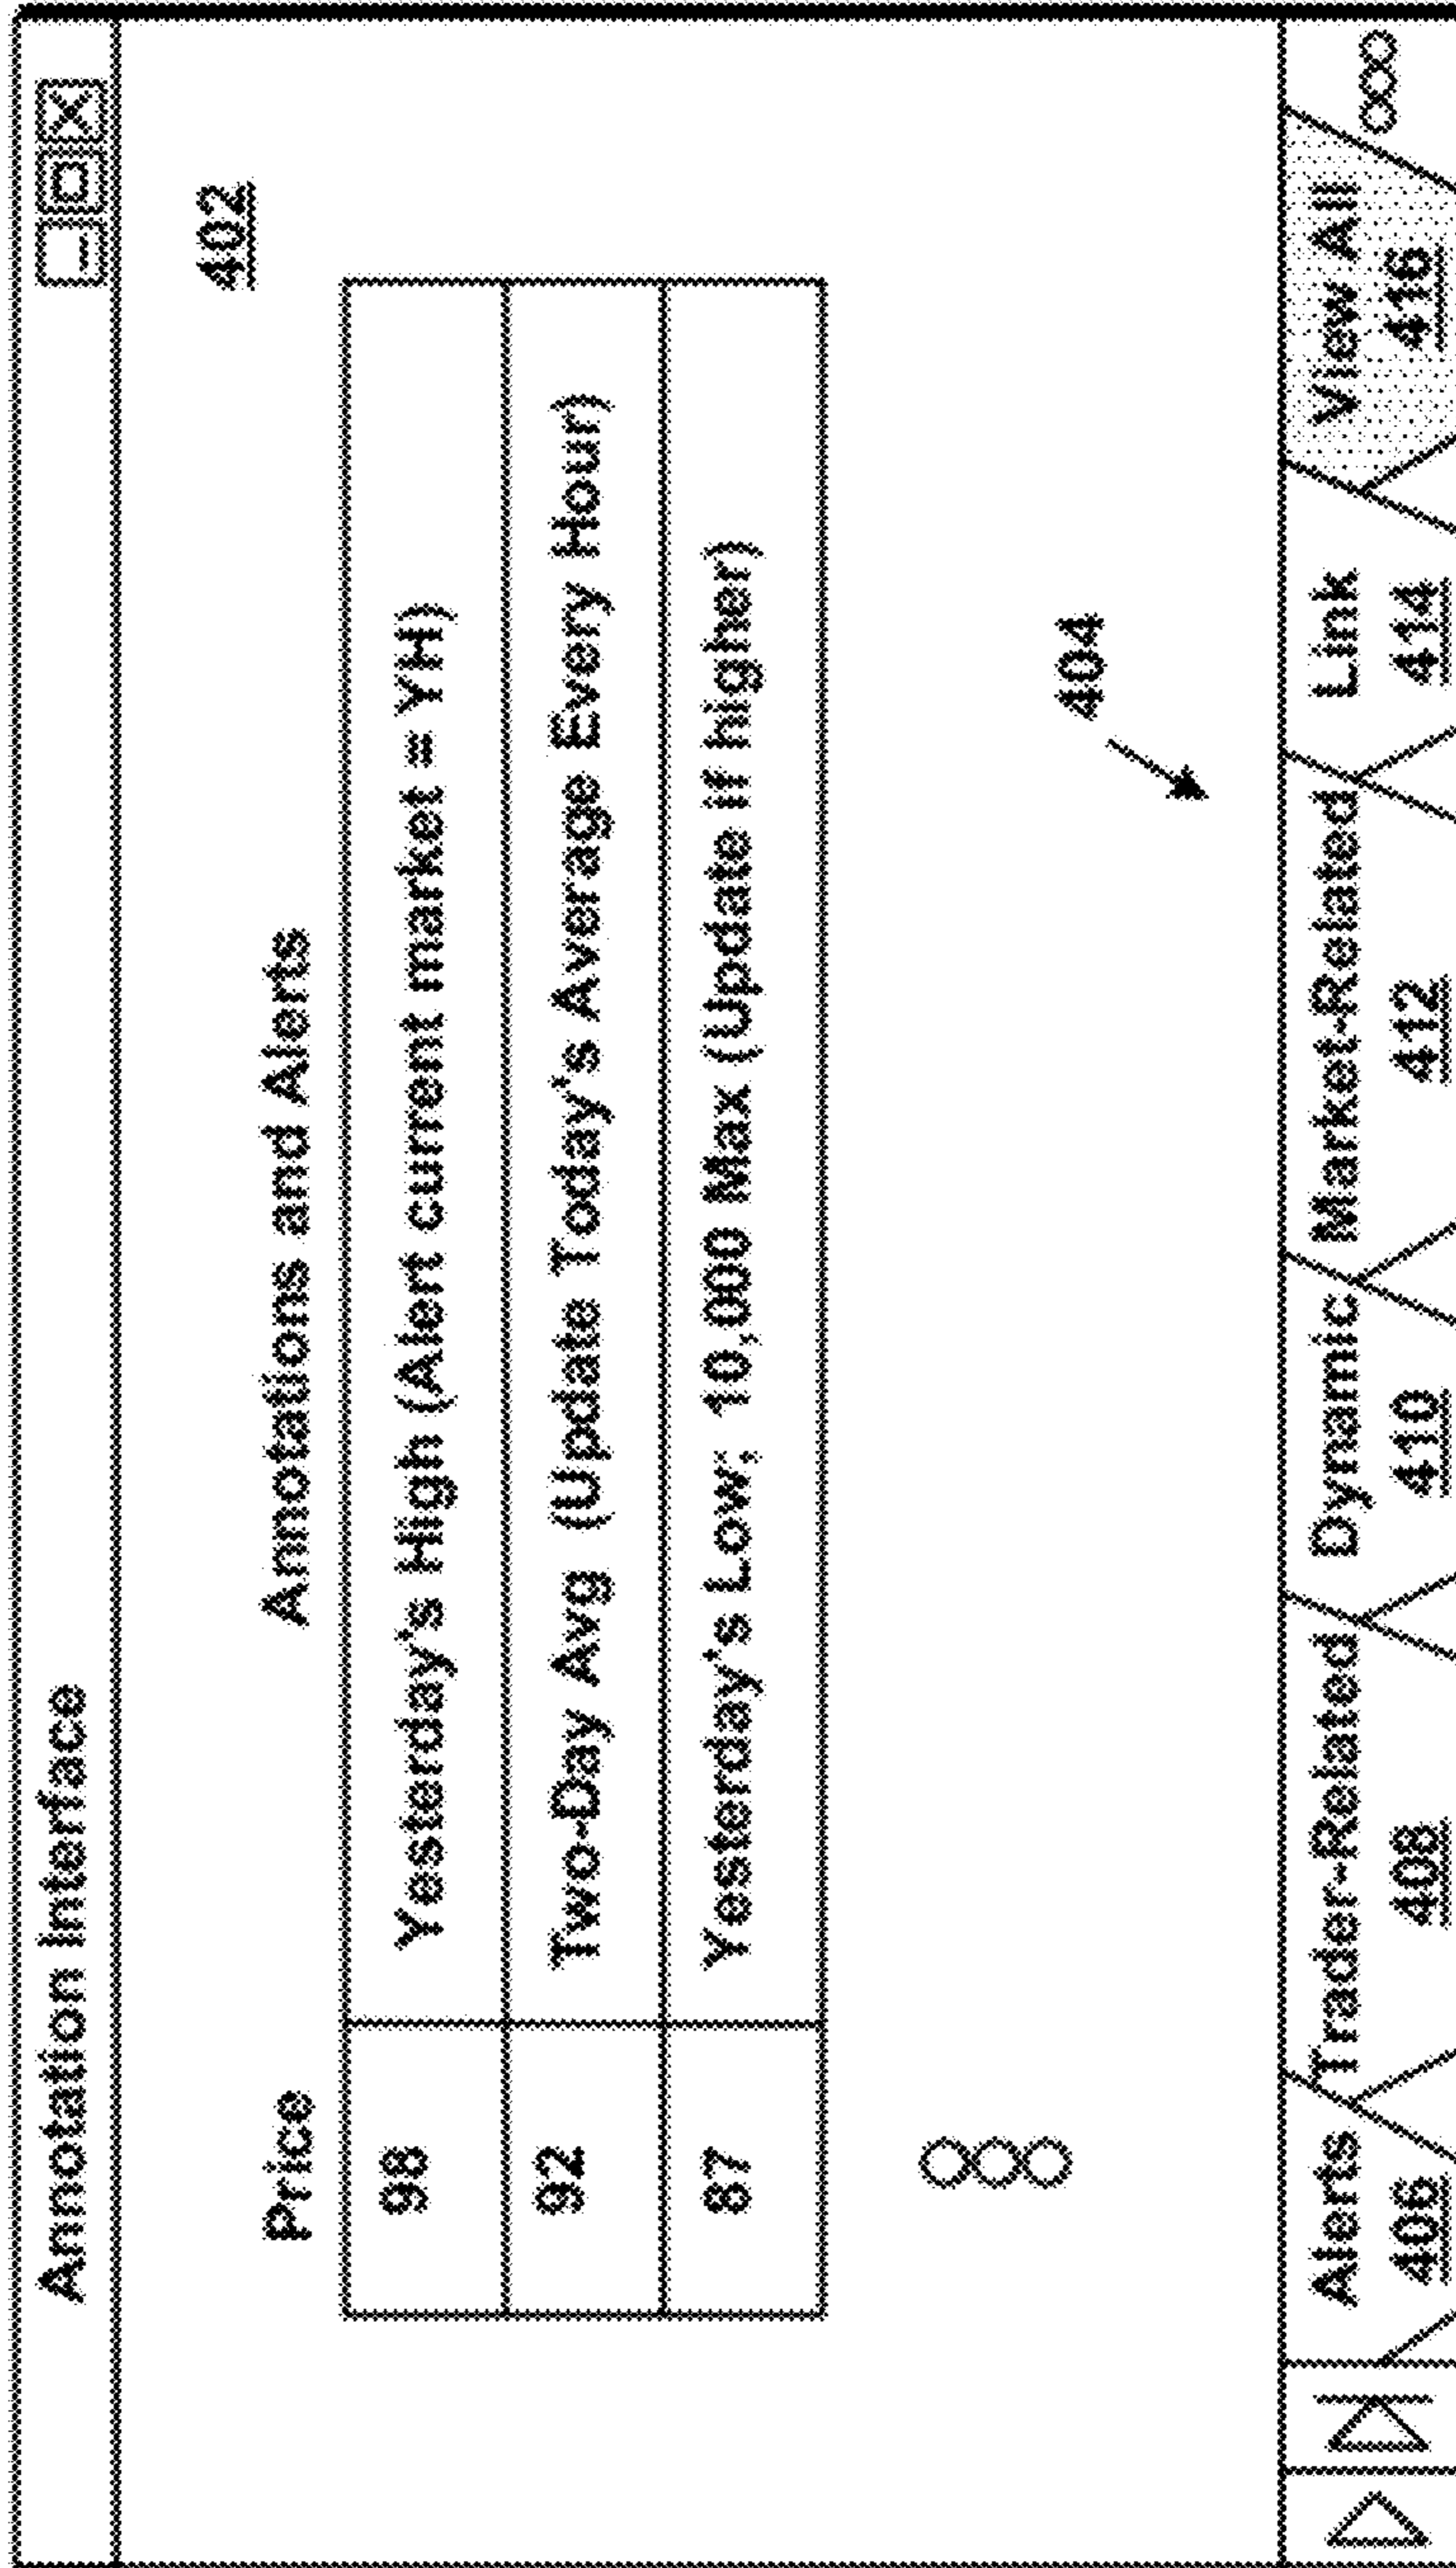 Annotation Interface
402
Price Annotations and Alerts
98 Yesterday's High (Alert current market = YH)
92 Two-Day Avg (Update Today's Average Every Hour)
87 Yesterday's Low; 10,000 Max (Update if higher)
404
Alerts Trader-Related Dynamic Market-Related Link View All
406 408 410 412 414 416